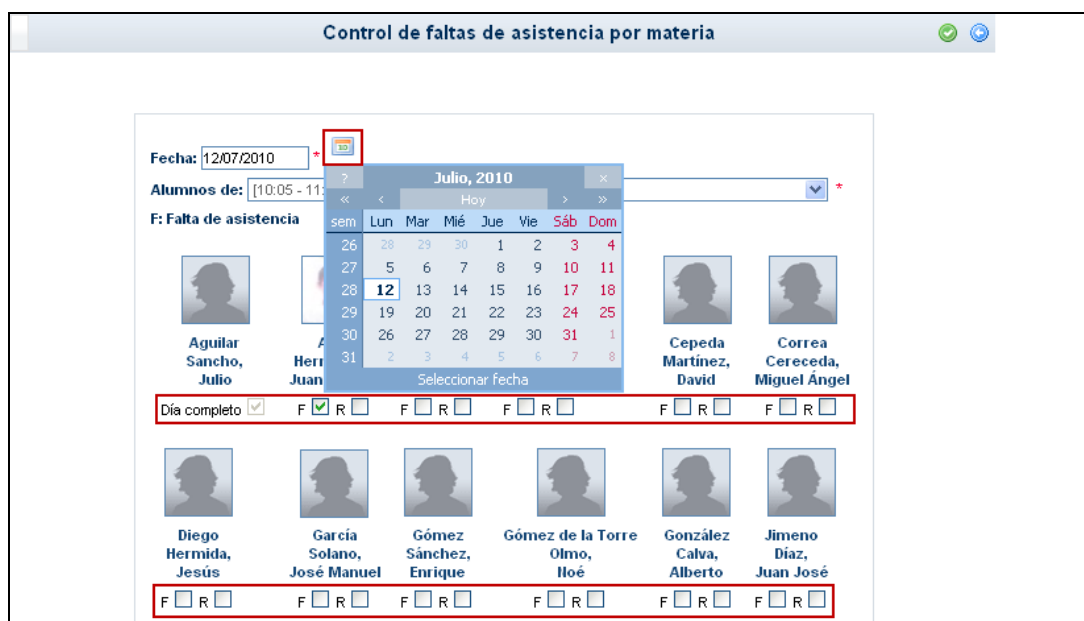 Control de faltas de asistencia por materia
Fecha: 12/07/2010 *
Alumnos de: [10:05 - 11: *
F: Falta de asistencia
? Julio, 2010 ×
« ‹ Hoy › »
sem Lun Mar Mié Jue Vie Sáb Dom
26 28 29 30 1 2 3 4
27 5 6 7 8 9 10 11
28 12 13 14 15 16 17 18
29 19 20 21 22 23 24 25
30 26 27 28 29 30 31 1
31 2 3 4 5 6 7 8
Seleccionar fecha
Aguilar Cepeda Correa
Sancho, Martínez, Cereceda,
Julio Juan David Miguel Ángel
Día completo F R F R F R F R F R
Diego García Gómez Gómez de la Torre González Jimeno
Hermida, Solano, Sánchez, Olmo, Calva, Díaz,
Jesús José Manuel Enrique Noé Alberto Juan José
F R F R F R F R F R F R